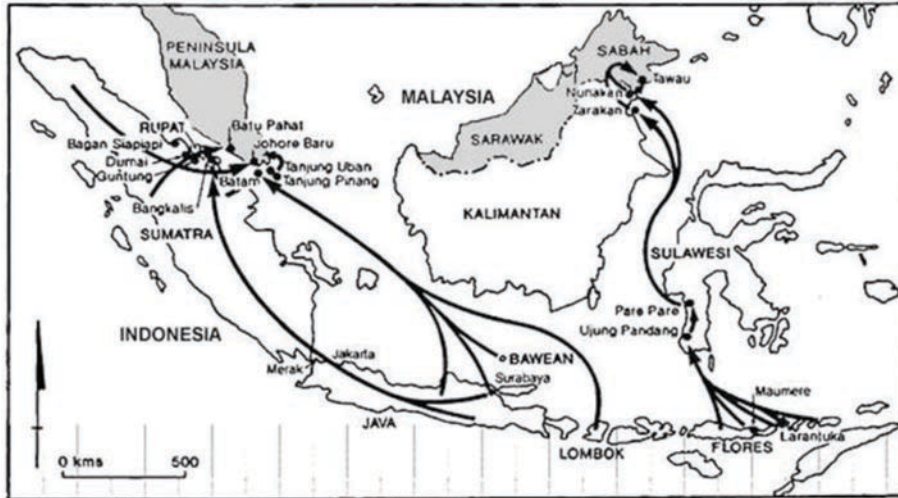 PENINSULA
MALAYSIA
SABAH
Tawau
Nunakan
Zarakan
MALAYSIA
SARAWAK
RUPAT
Batu Pahat
Bagan Siapiapi
Johore Baru
Dumai
Tanjung Uban
Guntung
Batam
Tanjung Pinang
Bangkalis
KALIMANTAN
SUMATRA
SULAWESI
Pare Pare
INDONESIA
Ujung Pandang
BAWEAN
Jakarta
Merak
Surabaya
Maumere
JAVA
Larantuka
LOMBOK
FLORES
0 kms 500